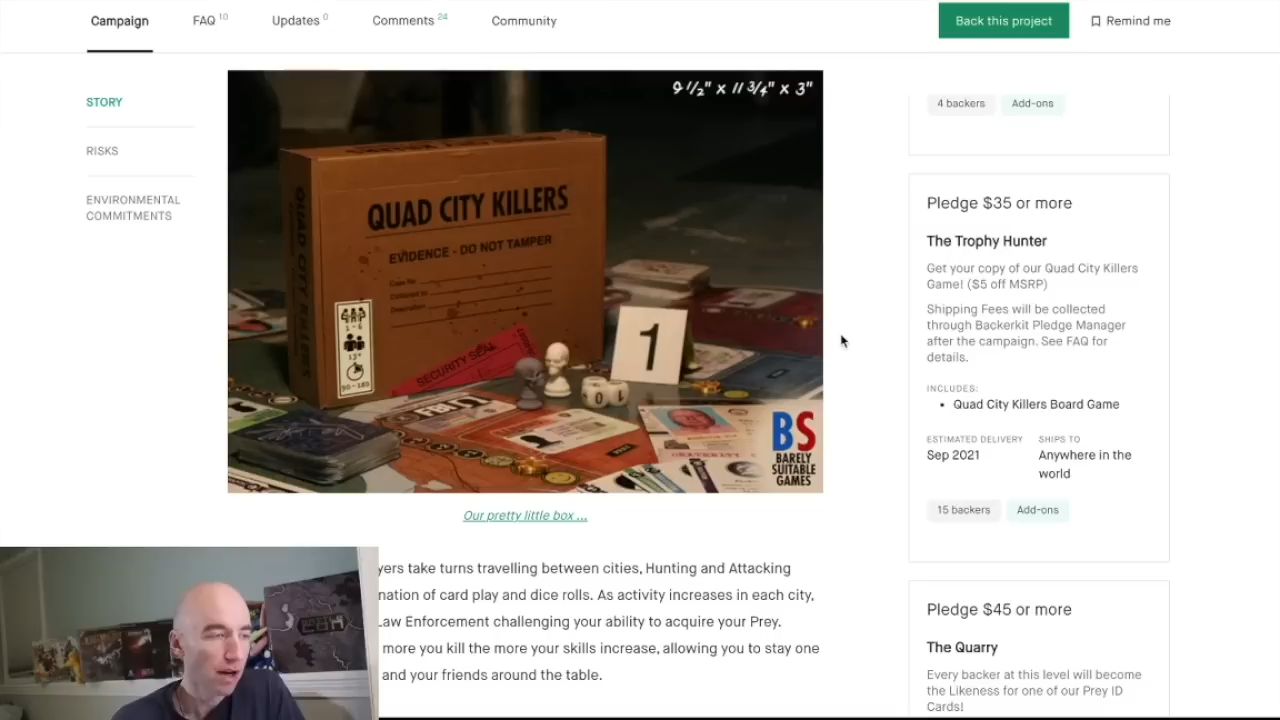 Campaign
FAQ 10
Updates 0
Comments 24
Community
Back this project
Remind me
STORY
RISKS
ENVIRONMENTAL
COMMITMENTS
9 1/2" x 11 3/4" x 3"
QUAD CITY KILLERS
QUAD CITY KILLERS
EVIDENCE - DO NOT TAMPER
1-6
13+
90-180
SECURITY SEAL
1
FBI
BS
BARELY
SUITABLE
GAMES
Our pretty little box ...
yers take turns travelling between cities, Hunting and Attacking
nation of card play and dice rolls. As activity increases in each city,
Law Enforcement challenging your ability to acquire your Prey.
more you kill the more your skills increase, allowing you to stay one
and your friends around the table.
4 backers
Add-ons
Pledge $35 or more
The Trophy Hunter
Get your copy of our Quad City Killers
Game! ($5 off MSRP)
Shipping Fees will be collected
through Backerkit Pledge Manager
after the campaign. See FAQ for
details.
INCLUDES:
• Quad City Killers Board Game
ESTIMATED DELIVERY
Sep 2021
SHIPS TO
Anywhere in the
world
15 backers
Add-ons
Pledge $45 or more
The Quarry
Every backer at this level will become
the Likeness for one of our Prey ID
Cards!